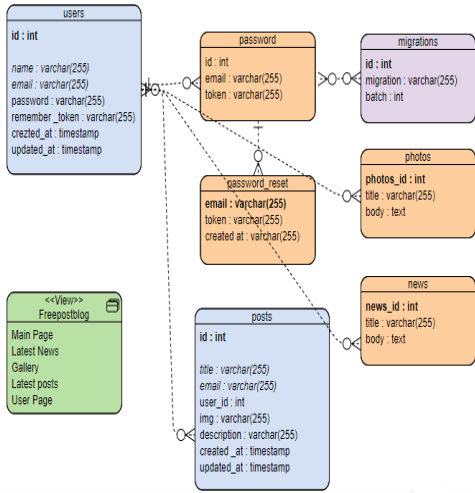 users
id : int
name : varchar(255)
email : varchar(255)
password : varchar(255)
remember_token : varchar(255)
crezted_at : timestamp
updated_at : timestamp
password
id : int
email : varchar(255)
token : varchar(255)
migrations
id : int
migration : varchar(255)
batch : int
photos
photos_id : int
title : varchar(255)
body : text
password_reset
email : varchar(255)
token : varchar(255)
created at : varchar(255)
news
news_id : int
title : varchar(255)
body : text
<<View>>
Freepostblog
Main Page
Latest News
Gallery
Latest posts
User Page
posts
id : int
title : varchar(255)
email : varchar(255)
user_id : int
img : varchar(255)
description : varchar(255)
created _at : timestamp
updated_at : timestamp